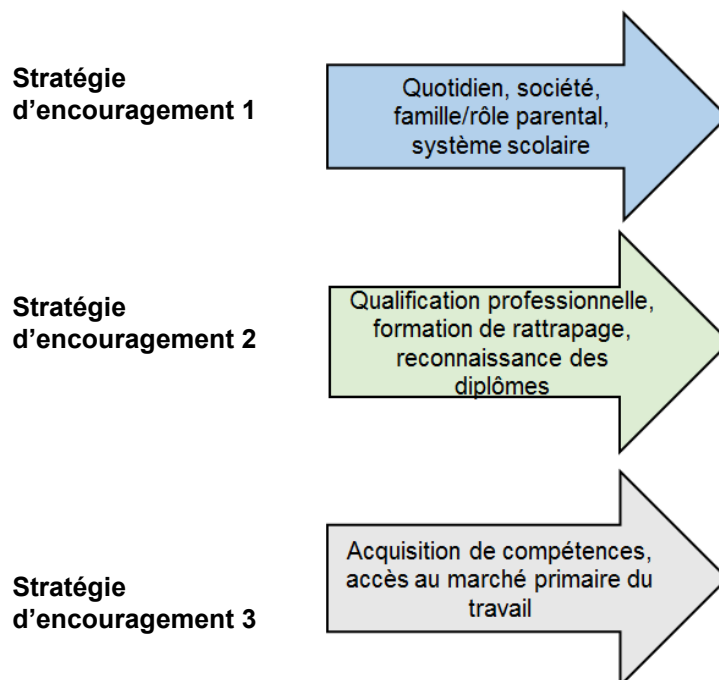 Stratégie
d’encouragement 1
Quotidien, société,
famille/rôle parental,
système scolaire
Stratégie
d’encouragement 2
Qualification professionnelle,
formation de rattrapage,
reconnaissance des
diplômes
Stratégie
d’encouragement 3
Acquisition de compétences,
accès au marché primaire du
travail